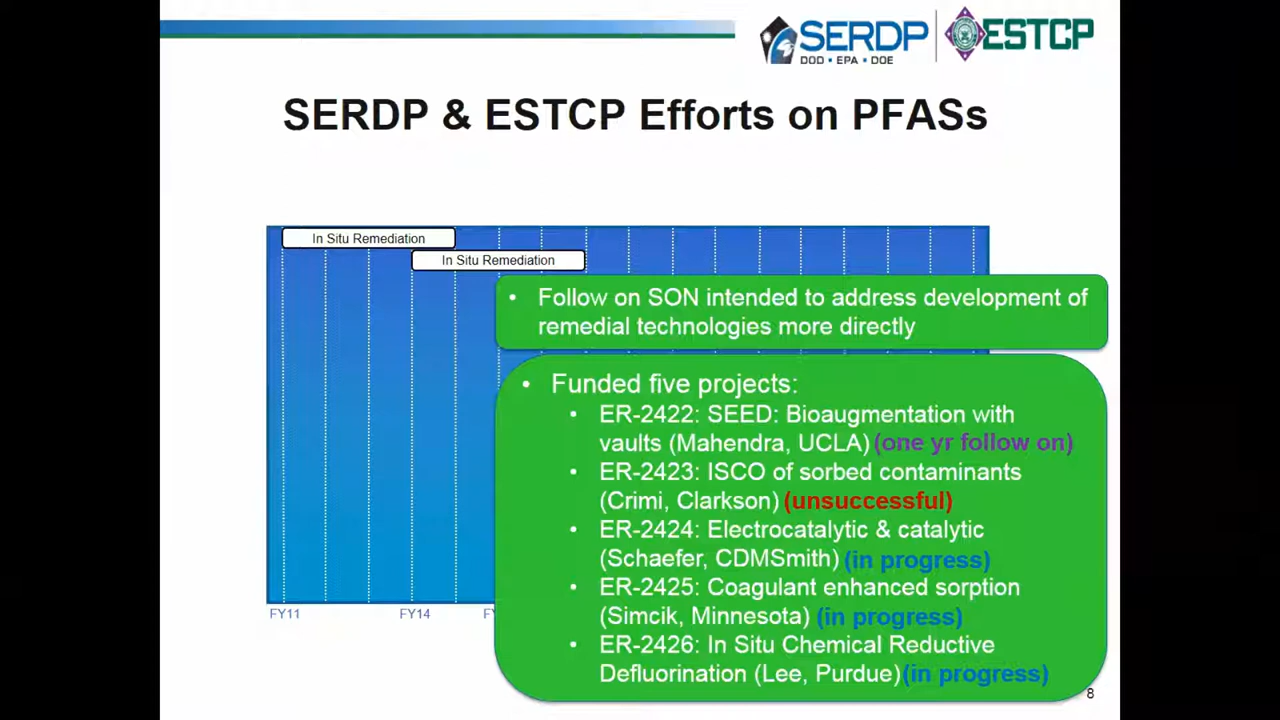 SERDP
DOD • EPA • DOE
ESTCP
SERDP & ESTCP Efforts on PFASs
In Situ Remediation
In Situ Remediation
• Follow on SON intended to address development of
remedial technologies more directly
• Funded five projects:
• ER-2422: SEED: Bioaugmentation with
vaults (Mahendra, UCLA) (one yr follow on)
• ER-2423: ISCO of sorbed contaminants
(Crimi, Clarkson) (unsuccessful)
• ER-2424: Electrocatalytic & catalytic
(Schaefer, CDMSmith) (in progress)
• ER-2425: Coagulant enhanced sorption
(Simcik, Minnesota) (in progress)
• ER-2426: In Situ Chemical Reductive
Defluorination (Lee, Purdue) (in progress)
FY11 FY14
8